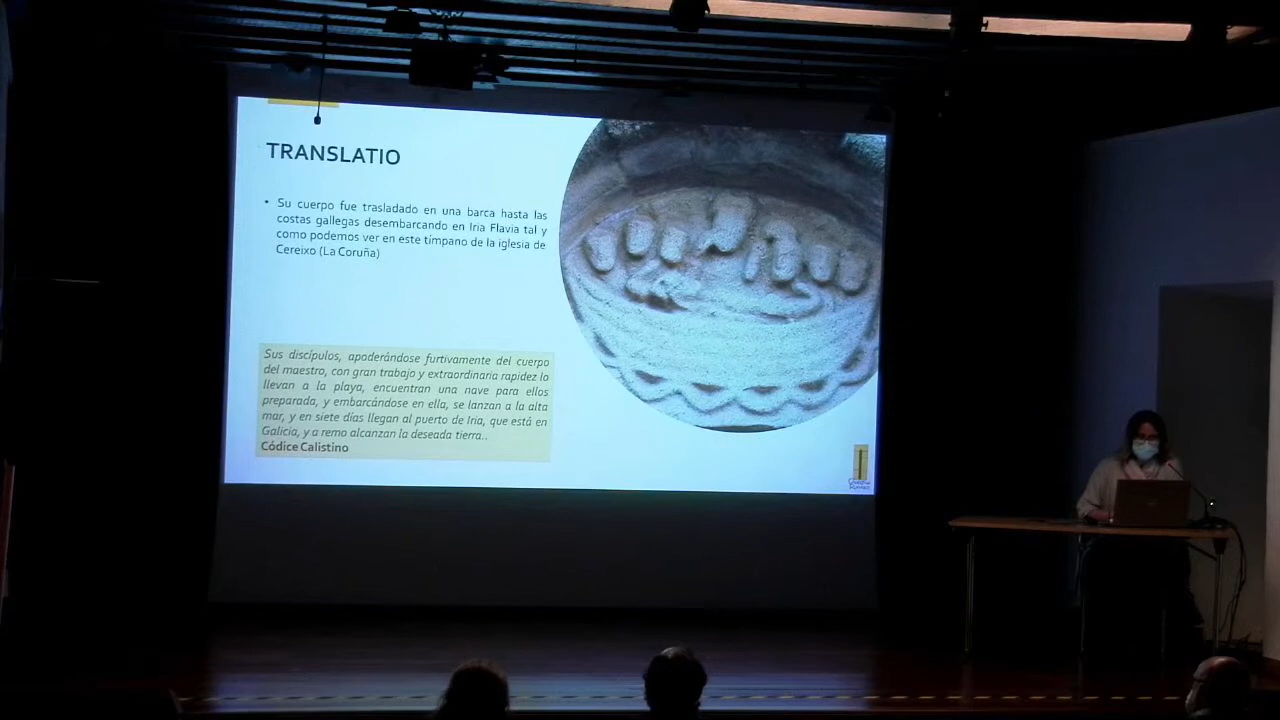 TRANSLATIO
• Su cuerpo fue trasladado en una barca hasta las
costas gallegas desembarcando en Iria Flavia tal y
como podemos ver en este tímpano de la iglesia de
Cereixo (La Coruña)
Sus discípulos, apoderándose furtivamente del cuerpo
del maestro, con gran trabajo y extraordinaria rapidez lo
llevan a la playa, encuentran una nave para ellos
preparada, y embarcándose en ella, se lanzan a la alta
mar, y en siete días llegan al puerto de Iria, que está en
Galicia, y a remo alcanzan la deseada tierra..
Códice Calistino